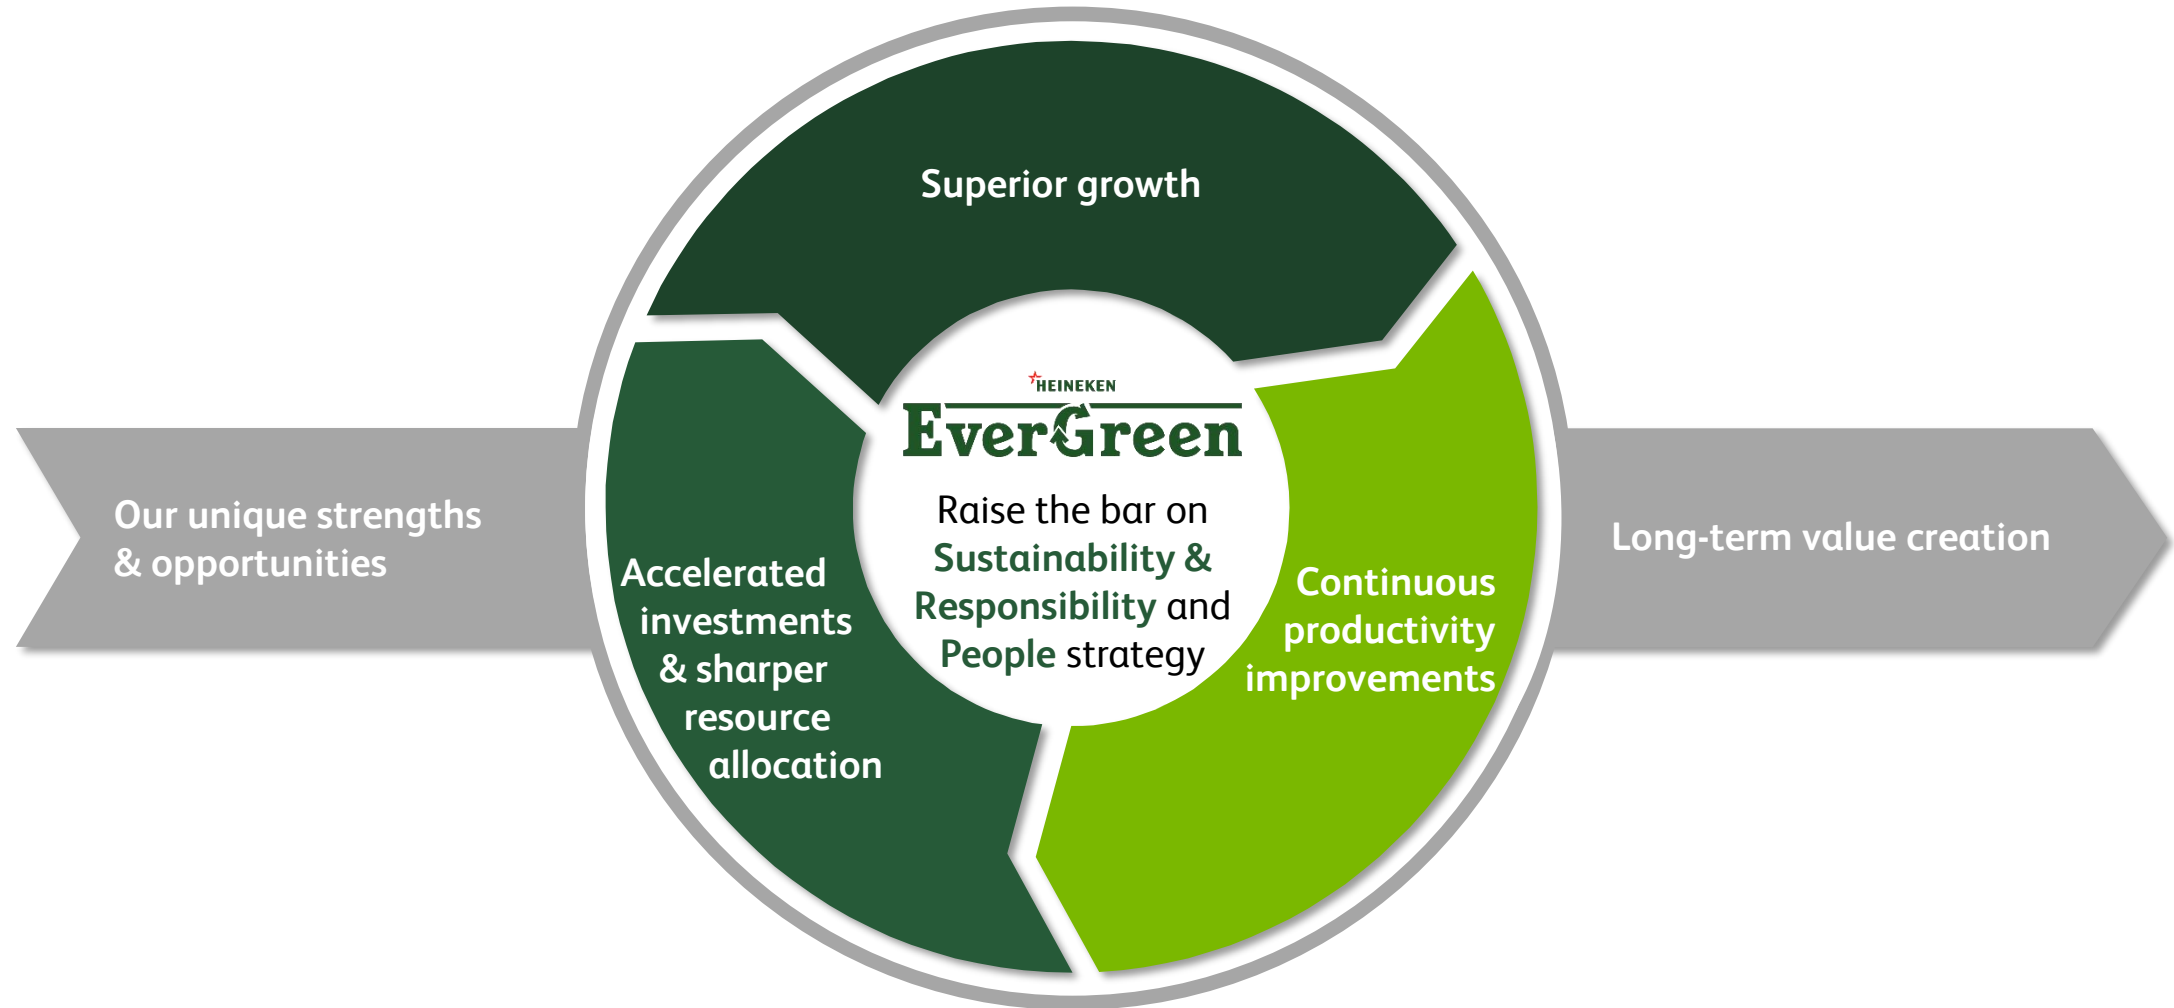 Superior growth
HEINEKEN
EverGreen
Raise the bar on
Sustainability &
Responsibility and
People strategy
Our unique strengths
& opportunities
Accelerated
investments
& sharper
resource
allocation
Continuous
productivity
improvements
Long-term value creation